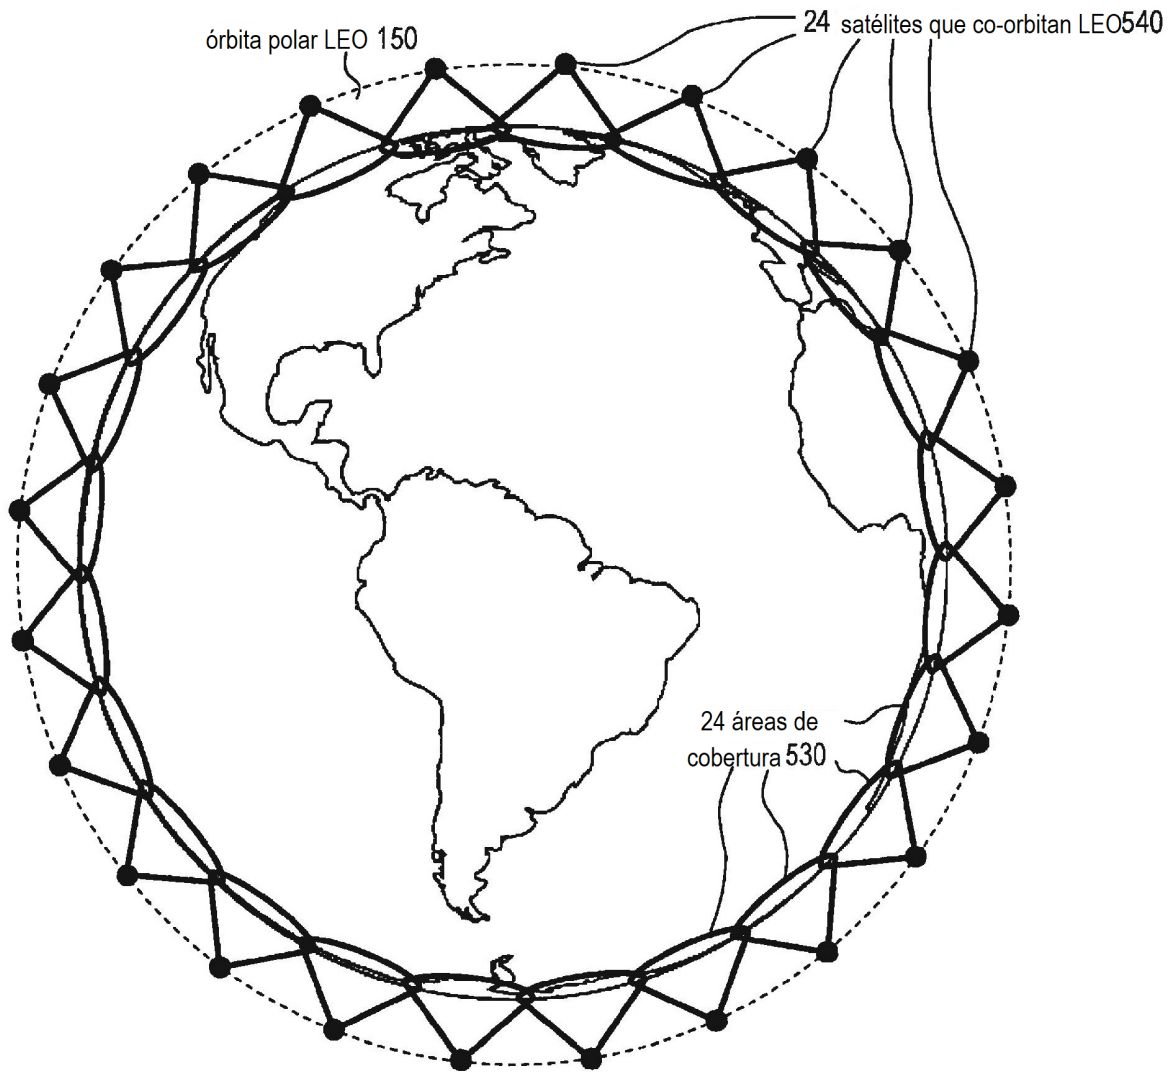 24 satélites que co-orbitan LEO540
órbita polar LEO 150
24 áreas de
cobertura 530